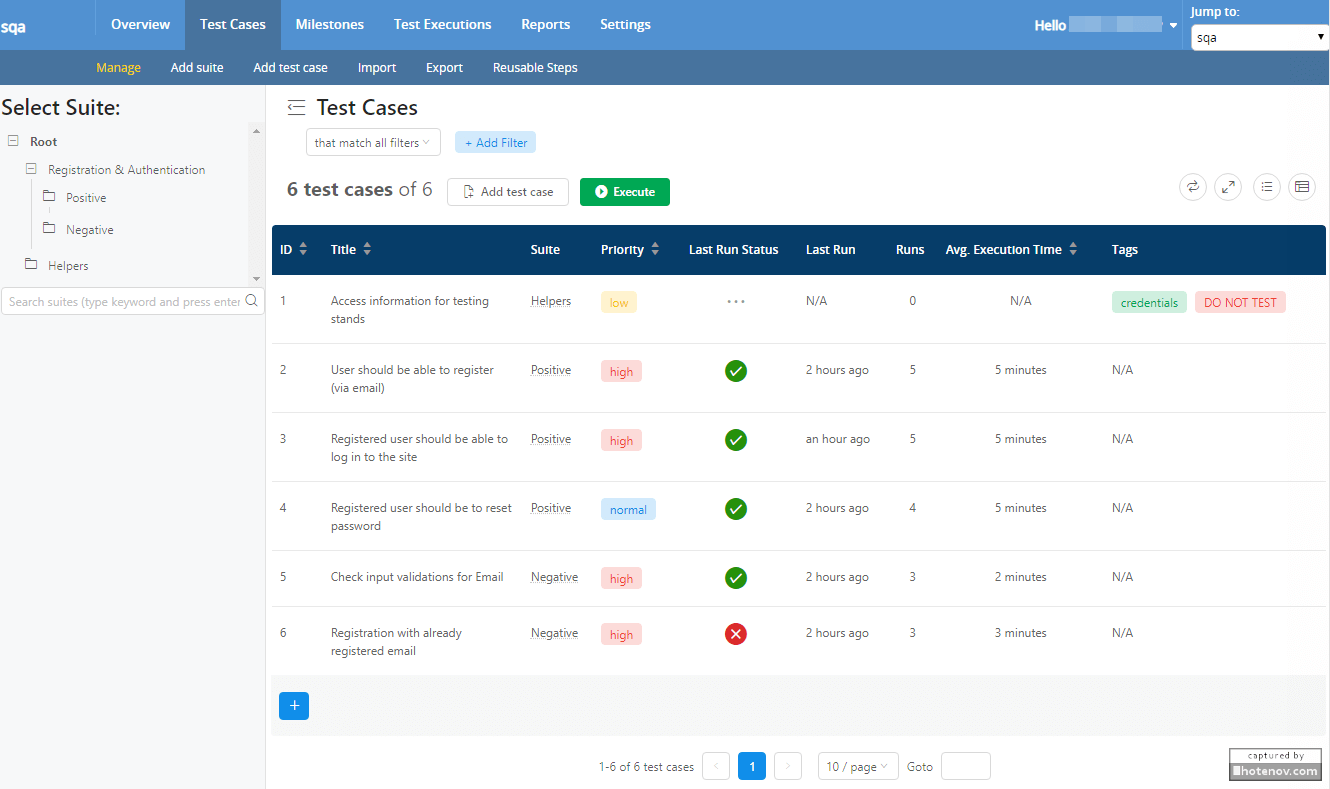 sqa
Overview
Test Cases
Milestones
Test Executions
Reports
Settings
Hello
Jump to:
sqa
Manage
Add suite
Add test case
Import
Export
Reusable Steps
Select Suite:
Root
Registration & Authentication
Positive
Negative
Helpers
Search suites (type keyword and press enter
Test Cases
that match all filters
+ Add Filter
6 test cases of 6
Add test case
Execute
ID Title Suite Priority Last Run Status Last Run Runs Avg. Execution Time Tags
1 Access information for testing Helpers low ••• N/A 0 N/A credentials DO NOT TEST
stands
2 User should be able to register Positive high 2 hours ago 5 5 minutes N/A
(via email)
3 Registered user should be able to Positive high an hour ago 5 5 minutes N/A
log in to the site
4 Registered user should be to reset Positive normal 2 hours ago 4 5 minutes N/A
password
5 Check input validations for Email Negative high 2 hours ago 3 2 minutes N/A
6 Registration with already Negative high 2 hours ago 3 3 minutes N/A
registered email
+
1-6 of 6 test cases < 1 > 10 / page Goto
captured by
hotenov.com